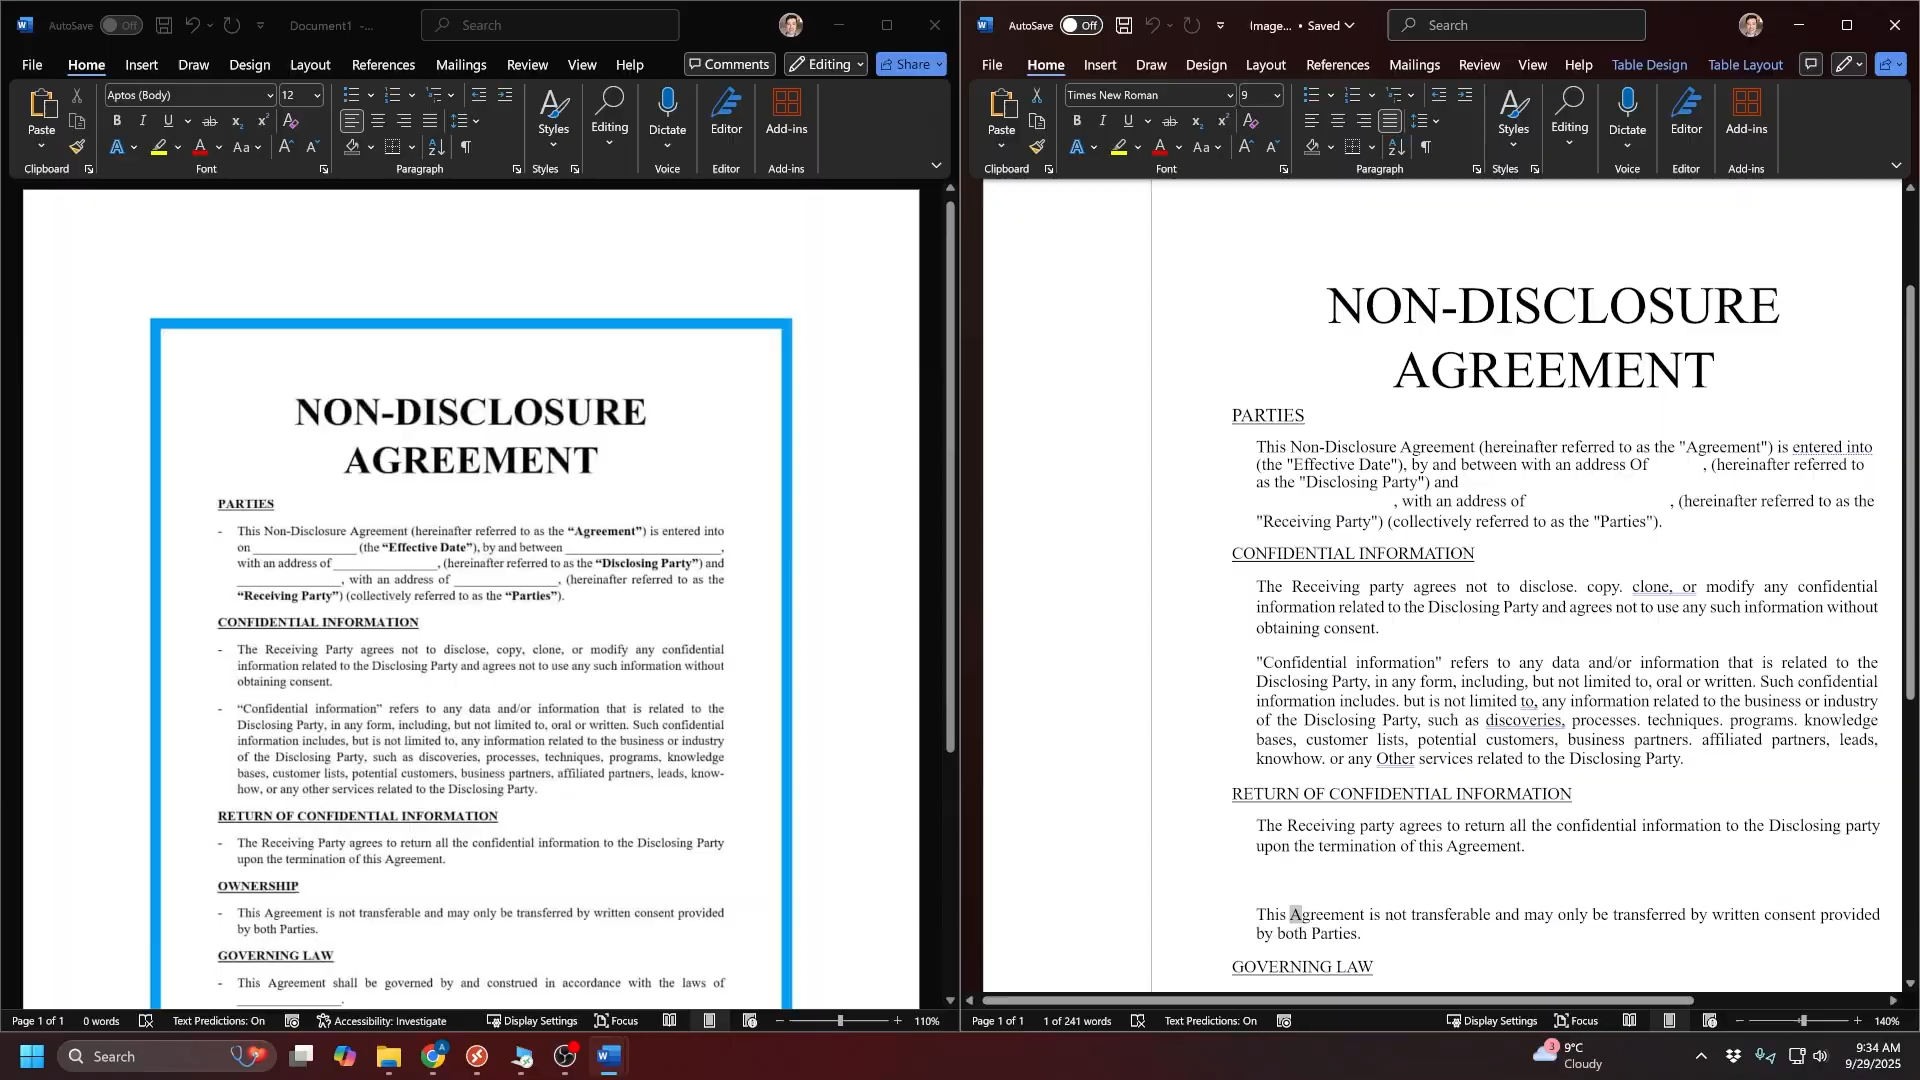 AutoSave Off Document1 -... Search
File Home Insert Draw Design Layout References Mailings Review View Help Comments Editing Share
Paste Aptos (Body) 12 Styles Editing Dictate Editor Add-ins
Clipboard Font Paragraph Styles Voice Editor Add-ins
NON-DISCLOSURE
AGREEMENT
PARTIES
- This Non-Disclosure Agreement (hereinafter referred to as the “Agreement”) is entered into
on ________________ (the “Effective Date”), by and between ________________________,
with an address of ________________, (hereinafter referred to as the “Disclosing Party”) and
________________, with an address of ________________, (hereinafter referred to as the
“Receiving Party”) (collectively referred to as the “Parties”).
CONFIDENTIAL INFORMATION
- The Receiving Party agrees not to disclose, copy, clone, or modify any confidential
information related to the Disclosing Party and agrees not to use any such information without
obtaining consent.
- “Confidential information” refers to any data and/or information that is related to the
Disclosing Party, in any form, including, but not limited to, oral or written. Such confidential
information includes, but is not limited to, any information related to the business or industry
of the Disclosing Party, such as discoveries, processes, techniques, programs, knowledge
bases, customer lists, potential customers, business partners, affiliated partners, leads, know-
how, or any other services related to the Disclosing Party.
RETURN OF CONFIDENTIAL INFORMATION
- The Receiving Party agrees to return all the confidential information to the Disclosing Party
upon the termination of this Agreement.
OWNERSHIP
- This Agreement is not transferable and may only be transferred by written consent provided
by both Parties.
GOVERNING LAW
- This Agreement shall be governed by and construed in accordance with the laws of
________________.
Page 1 of 1 0 words Text Predictions: On Accessibility: Investigate Display Settings Focus 110%
AutoSave Off Image... • Saved Search
File Home Insert Draw Design Layout References Mailings Review View Help Table Design Table Layout
Paste Times New Roman 9 Styles Editing Dictate Editor Add-ins
Clipboard Font Paragraph Styles Voice Editor Add-ins
NON-DISCLOSURE
AGREEMENT
PARTIES
This Non-Disclosure Agreement (hereinafter referred to as the "Agreement") is entered into
(the "Effective Date"), by and between with an address Of , (hereinafter referred to
as the "Disclosing Party") and
, with an address of , (hereinafter referred to as the
"Receiving Party") (collectively referred to as the "Parties").
CONFIDENTIAL INFORMATION
The Receiving party agrees not to disclose. copy. clone, or modify any confidential
information related to the Disclosing Party and agrees not to use any such information without
obtaining consent.
"Confidential information" refers to any data and/or information that is related to the
Disclosing Party, in any form, including, but not limited to, oral or written. Such confidential
information includes. but is not limited to, any information related to the business or industry
of the Disclosing Party, such as discoveries, processes. techniques. programs. knowledge
bases, customer lists, potential customers, business partners. affiliated partners, leads,
knowhow. or any Other services related to the Disclosing Party.
RETURN OF CONFIDENTIAL INFORMATION
The Receiving party agrees to return all the confidential information to the Disclosing party
upon the termination of this Agreement.
This Agreement is not transferable and may only be transferred by written consent provided
by both Parties.
GOVERNING LAW
Page 1 of 1 1 of 241 words Text Predictions: On Display Settings Focus 140%
Search 3 9°C 9:34 AM
Cloudy 9/29/2025